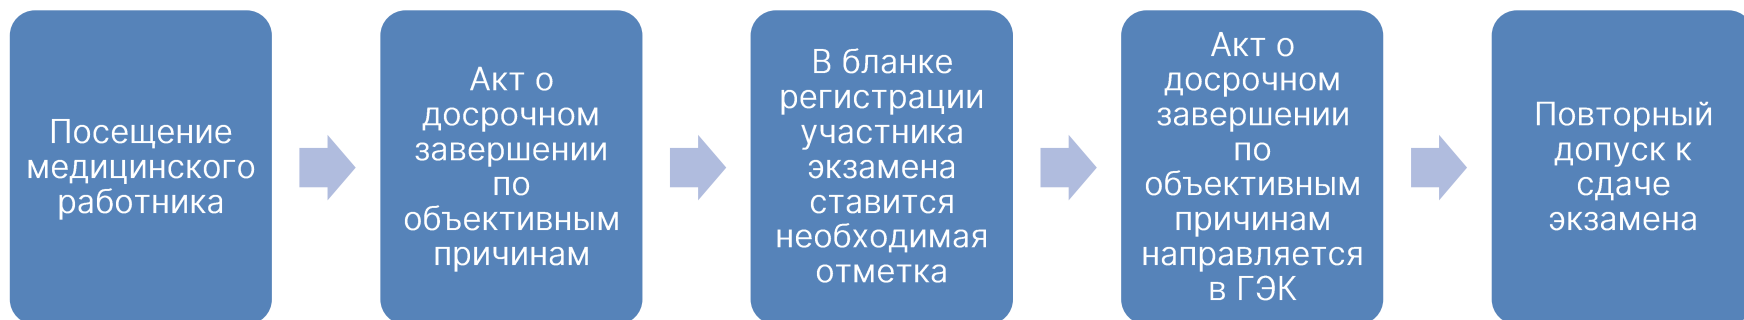 Посещение
медицинского
работника
Акт о
досрочном
завершении
по
объективным
причинам
В бланке
регистрации
участника
экзамена
ставится
необходимая
отметка
Акт о
досрочном
завершении
по
объективным
причинам
направляется
в ГЭК
Повторный
допуск к
сдаче
экзамена